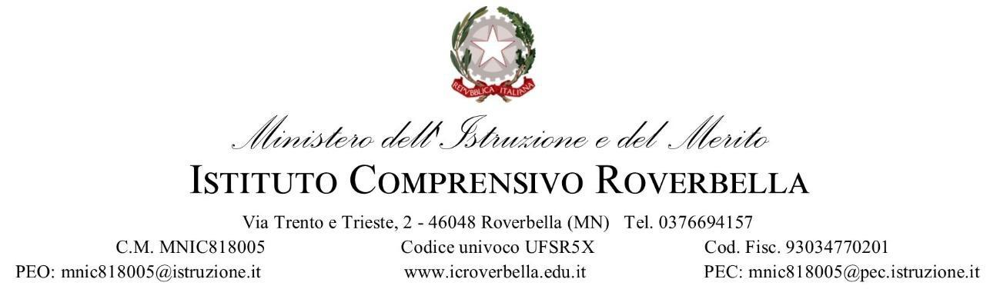 REPVBBLICA ITALIANA
Ministero dell'Istruzione e del Merito
ISTITUTO COMPRENSIVO ROVERBELLA
Via Trento e Trieste, 2 - 46048 Roverbella (MN) Tel. 0376694157
C.M. MNIC818005 Codice univoco UFSR5X Cod. Fisc. 93034770201
PEO: mnic818005@istruzione.it www.icroverbella.edu.it PEC: mnic818005@pec.istruzione.it